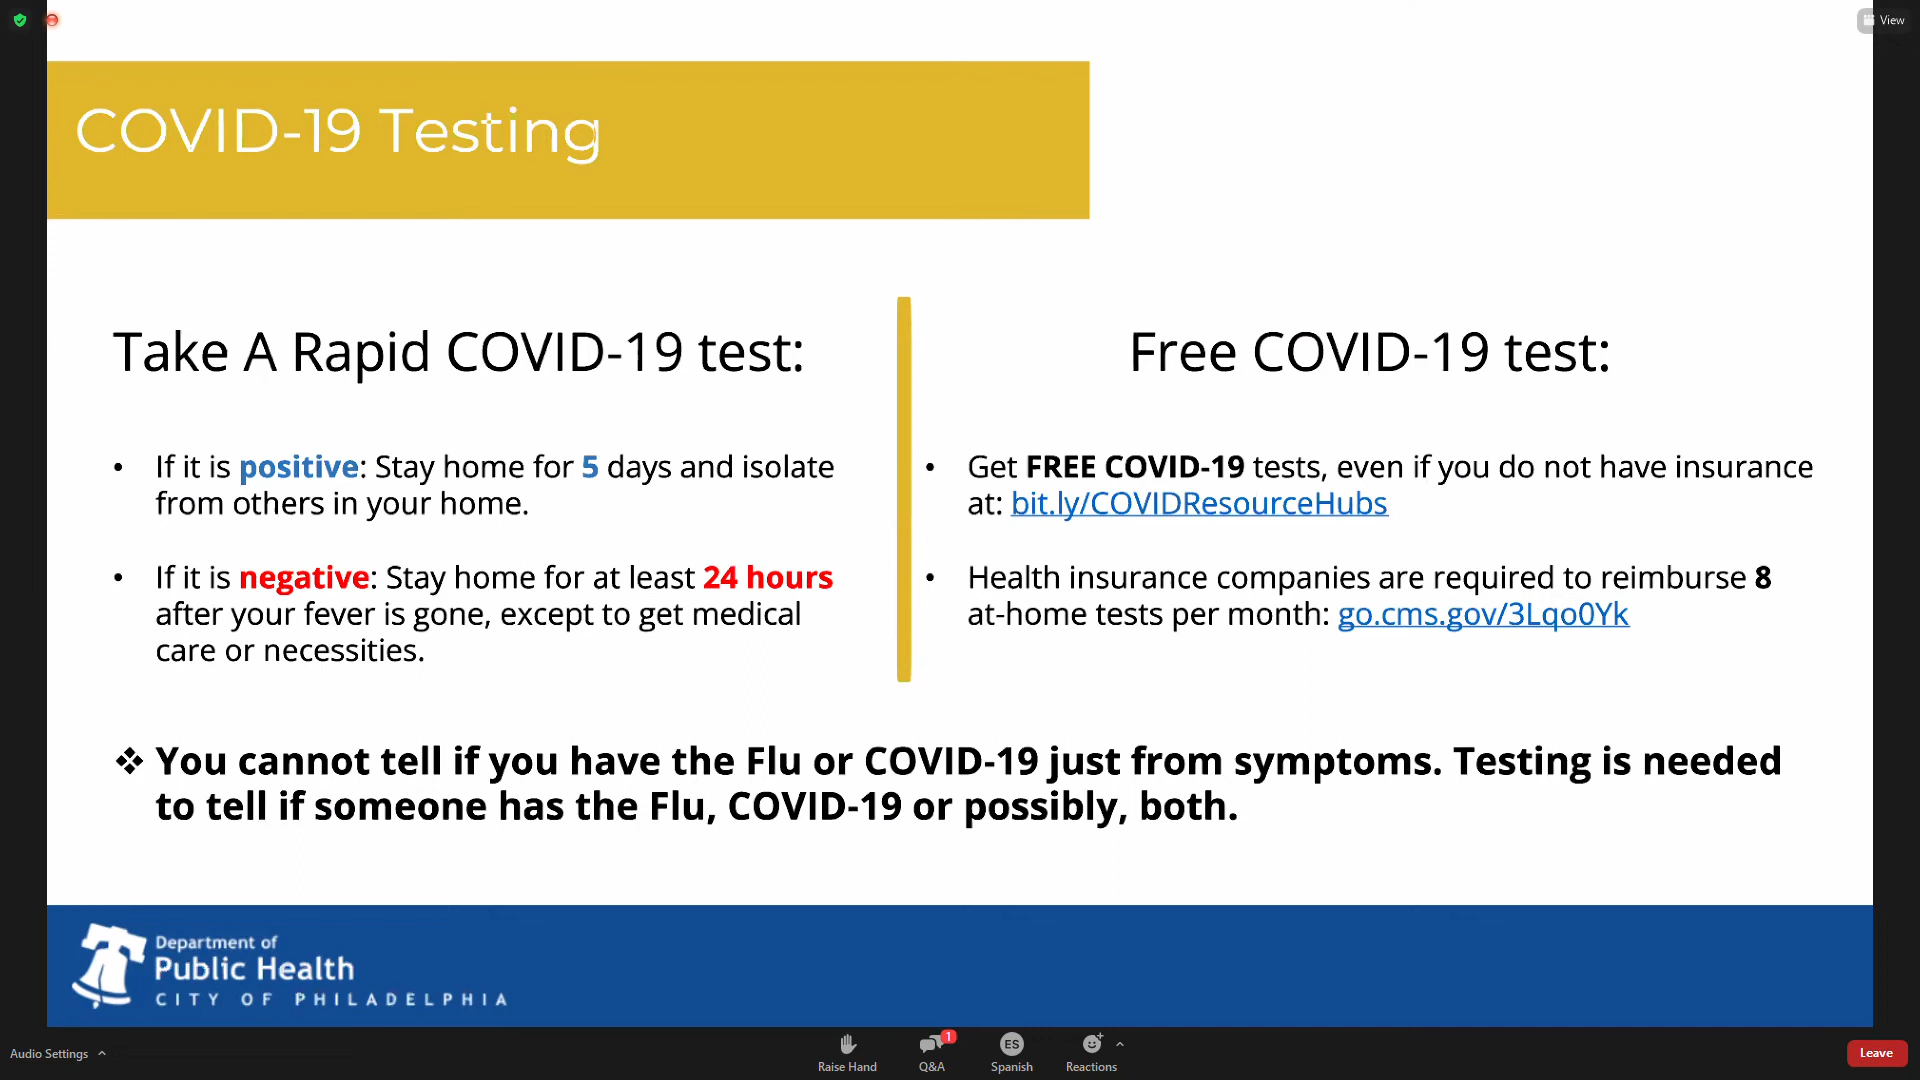 View
COVID-19 Testing
Take A Rapid COVID-19 test:
• If it is positive: Stay home for 5 days and isolate
from others in your home.
• If it is negative: Stay home for at least 24 hours
after your fever is gone, except to get medical
care or necessities.
Free COVID-19 test:
• Get FREE COVID-19 tests, even if you do not have insurance
at: bit.ly/COVIDResourceHubs
• Health insurance companies are required to reimburse 8
at-home tests per month: go.cms.gov/3Lqo0Yk
❖ You cannot tell if you have the Flu or COVID-19 just from symptoms. Testing is needed
to tell if someone has the Flu, COVID-19 or possibly, both.
Department of
Public Health
CITY OF PHILADELPHIA
Audio Settings
Raise Hand
1
Q&A
ES
Spanish
Reactions
Leave